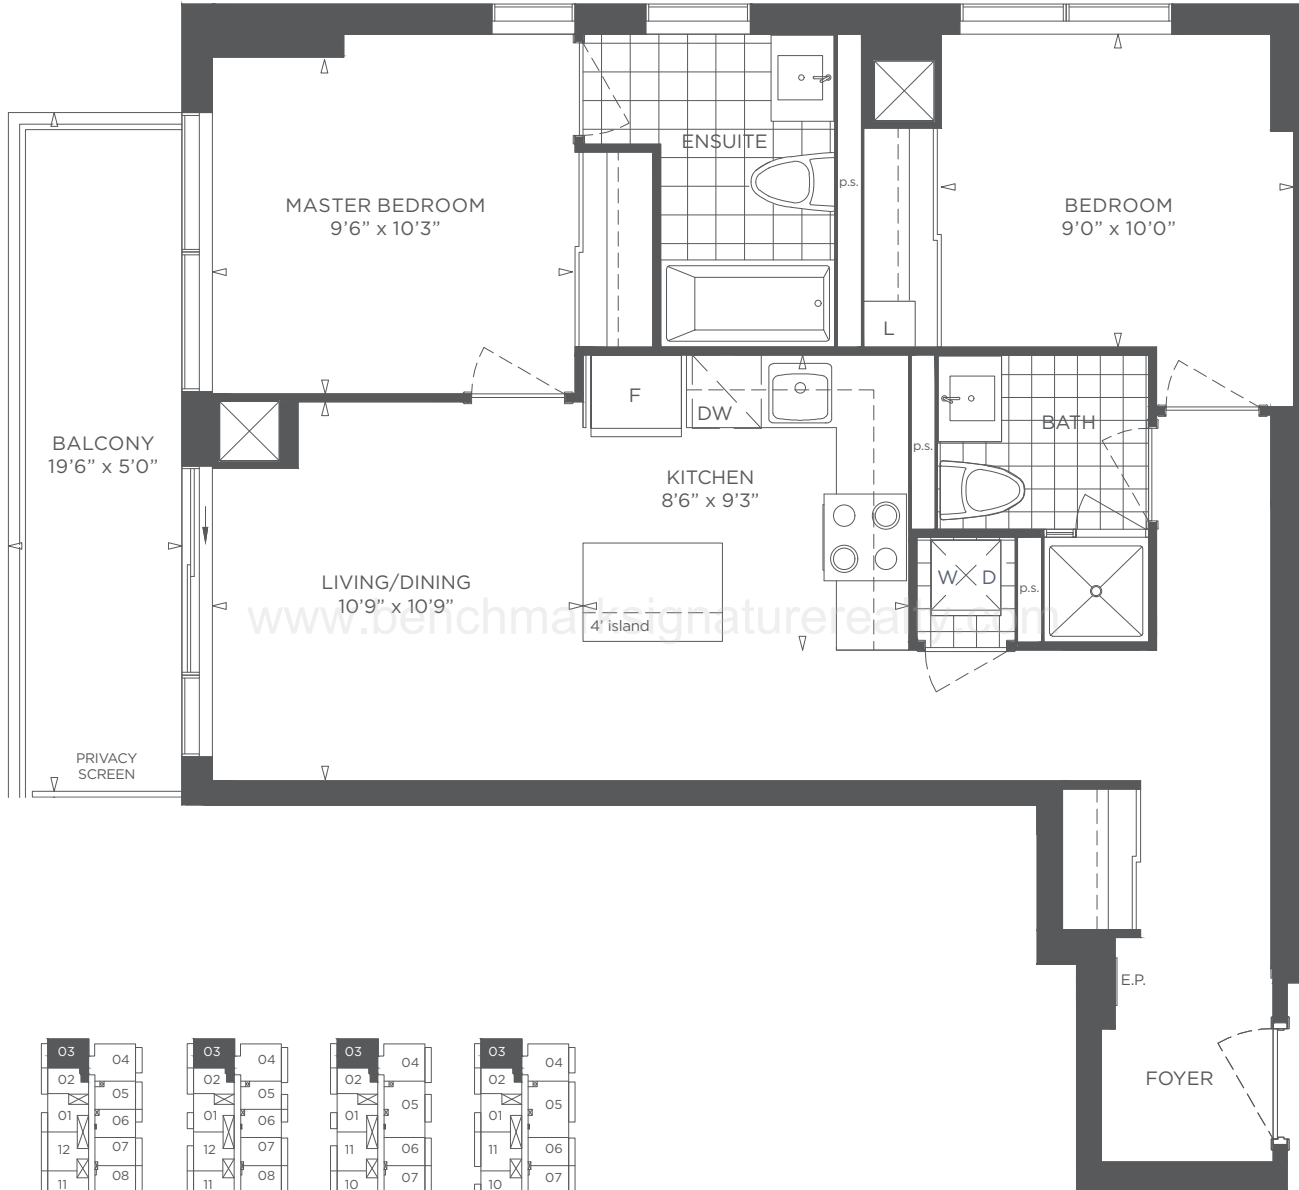 ENSUITE
p.s.
MASTER BEDROOM
9'6” x 10'3”
BEDROOM
9'0” x 10'0”
L
F
DW
BATH
BALCONY
19'6” x 5'0”
p.s.
KITCHEN
8'6” x 9'3”
LIVING/DINING
10'9” x 10'9”
W D
p.s.
www.benchmarksignaturerealty.com
4' island
PRIVACY
SCREEN
E.P.
FOYER
03
04
02
05
01
06
12
07
11
08
03
04
02
05
01
06
12
07
11
08
03
04
02
05
01
11
06
10
07
03
04
02
05
01
11
06
10
07